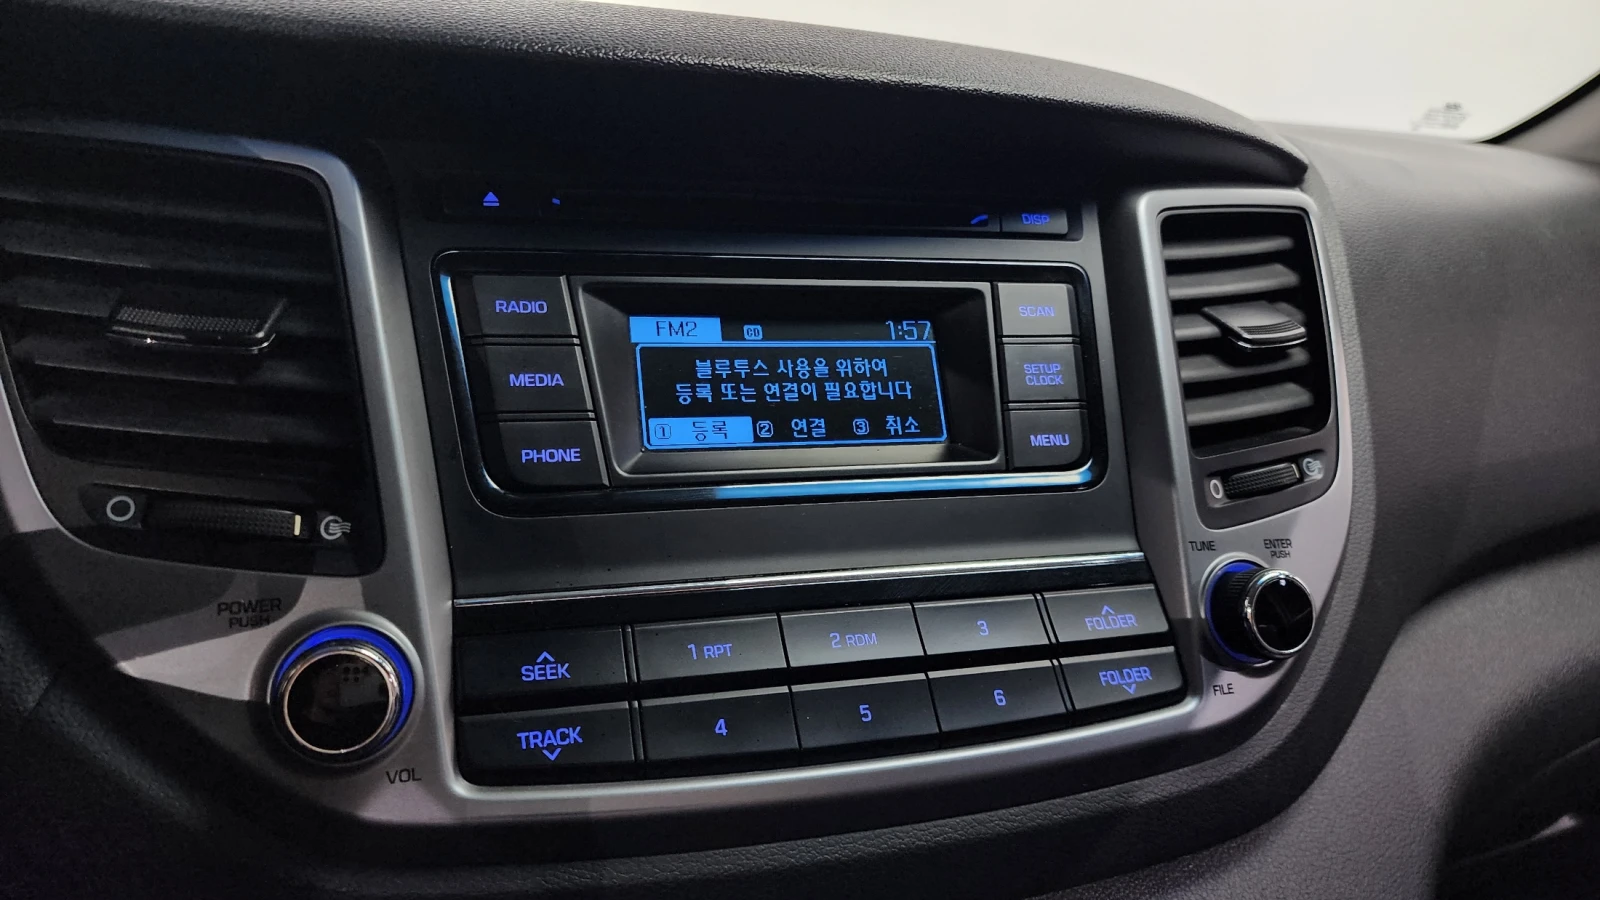 DISP
RADIO
MEDIA
PHONE
FM2 CD 1:57
블루투스 사용을 위하여
등록 또는 연결이 필요합니다
1 등록 2 연결 3 취소
SCAN
SETUP
CLOCK
MENU
POWER
PUSH
VOL
SEEK
TRACK
1 RPT
2 RDM
3
4
5
6
FOLDER
FOLDER
TUNE
ENTER
PUSH
FILE